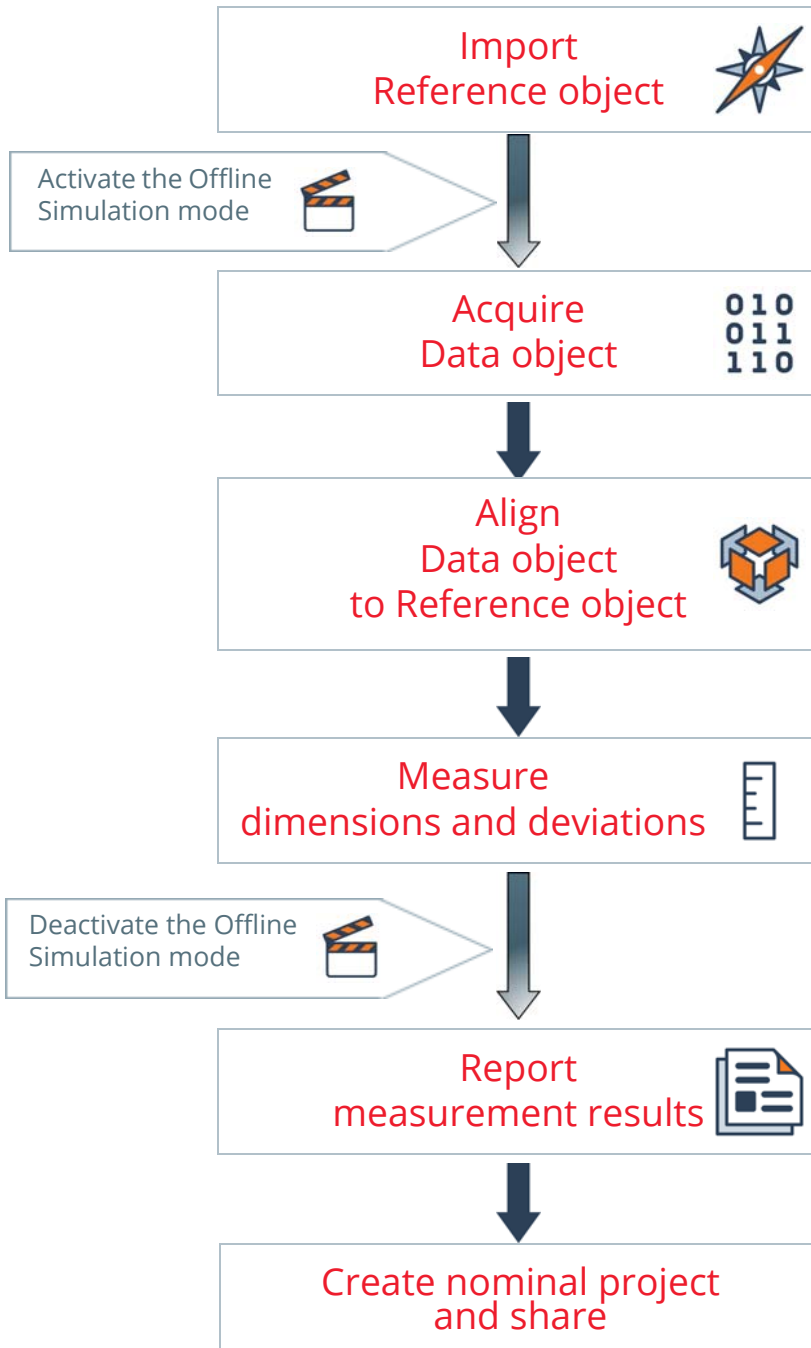 Import
Reference object
Activate the Offline
Simulation mode
Acquire
Data object
010
011
110
Align
Data object
to Reference object
Measure
dimensions and deviations
Deactivate the Offline
Simulation mode
Report
measurement results
Create nominal project
and share